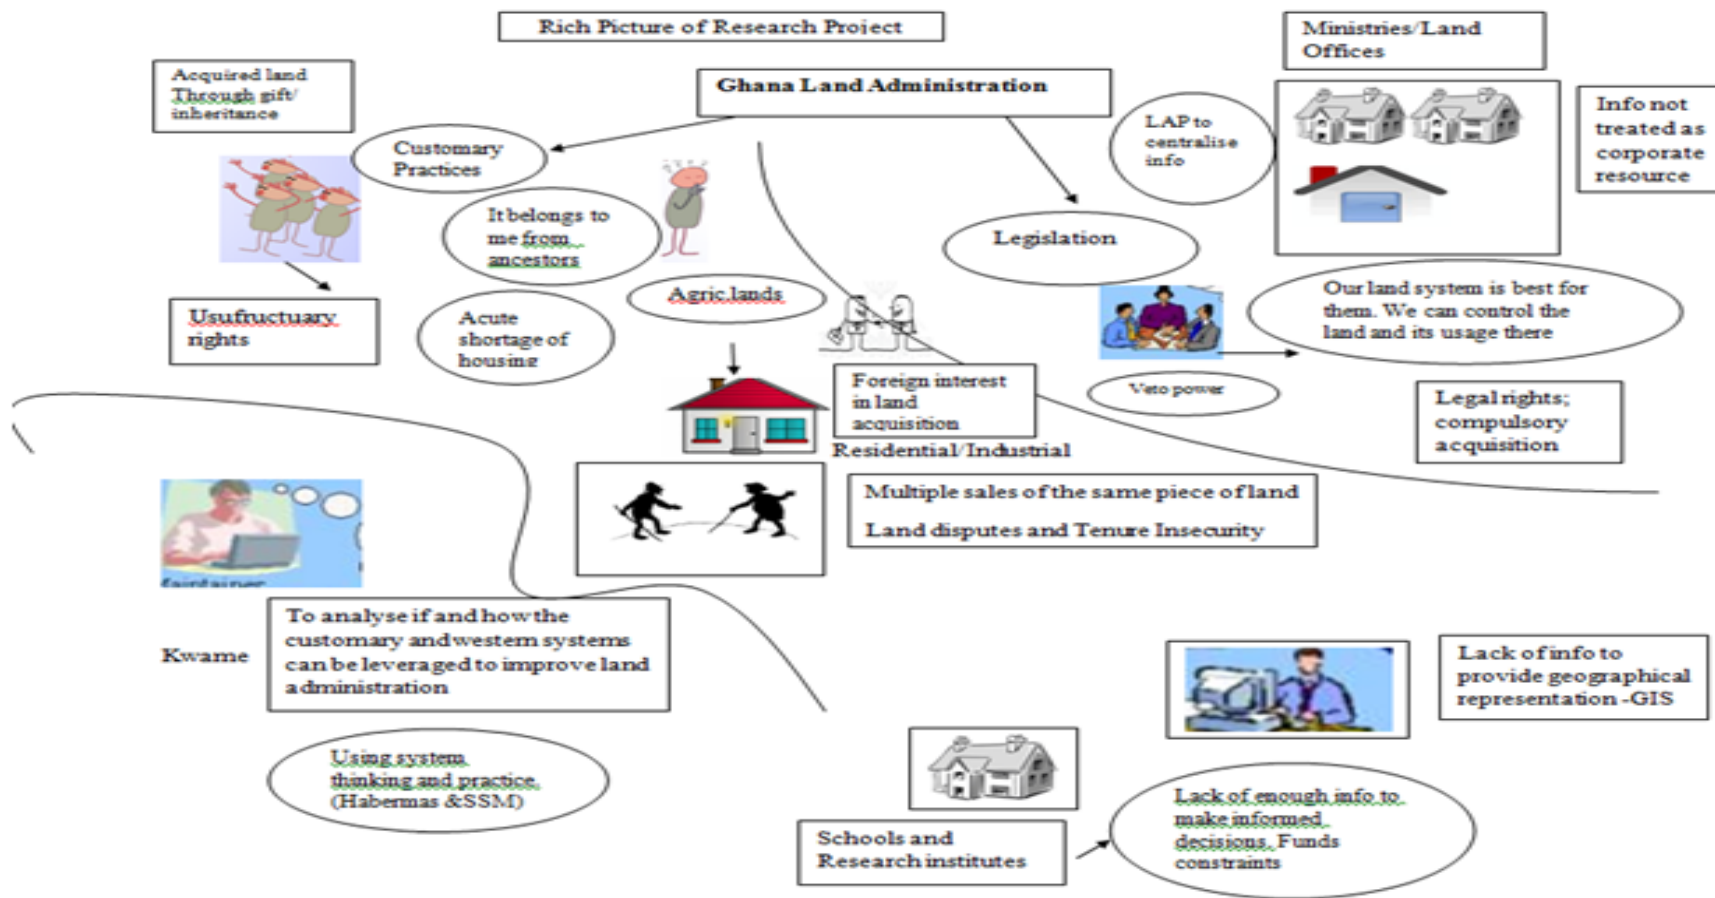 Rich Picture of Research Project
Ministries/Land
Offices
Acquired land
Through gift/
inheritance
Ghana Land Administration
Info not
treated as
corporate
resource
LAP to
centralise
info
Customary
Practices
It belongs to
me from
ancestors
Legislation
Agric.lands
Our land system is best for
them. We can control the
land and its usage there
Usufructuary
rights
Acute
shortage of
housing
Foreign interest
in land
acquisition
Veto power
Legal rights;
compulsory
acquisition
Residential/Industrial
Multiple sales of the same piece of land
Land disputes and Tenure Insecurity
Maintainer
Kwame
To analyse if and how the
customary and western systems
can be leveraged to improve land
administration
Lack of info to
provide geographical
representation -GIS
Using system
thinking and practice.
(Habermas &SSM)
Schools and
Research institutes
Lack of enough info to
make informed
decisions. Funds
constraints